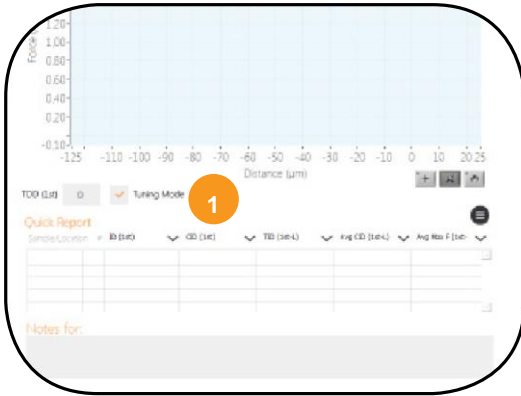 Force
1.20
1.00
0.80
0.60
0.40
0.20
-0.10
-125 -110 -100 -90 -80 -70 -60 -50 -40 -30 -20 -10 0 10 20 25
Distance (µm)
TOD (1st) 0 Tuning Mode 1
Quick Report
Sample Location # ID (1st) CID (1st) TID (1st-L) Avg CID (1st-L) Avg Max F (1st-
Notes for: